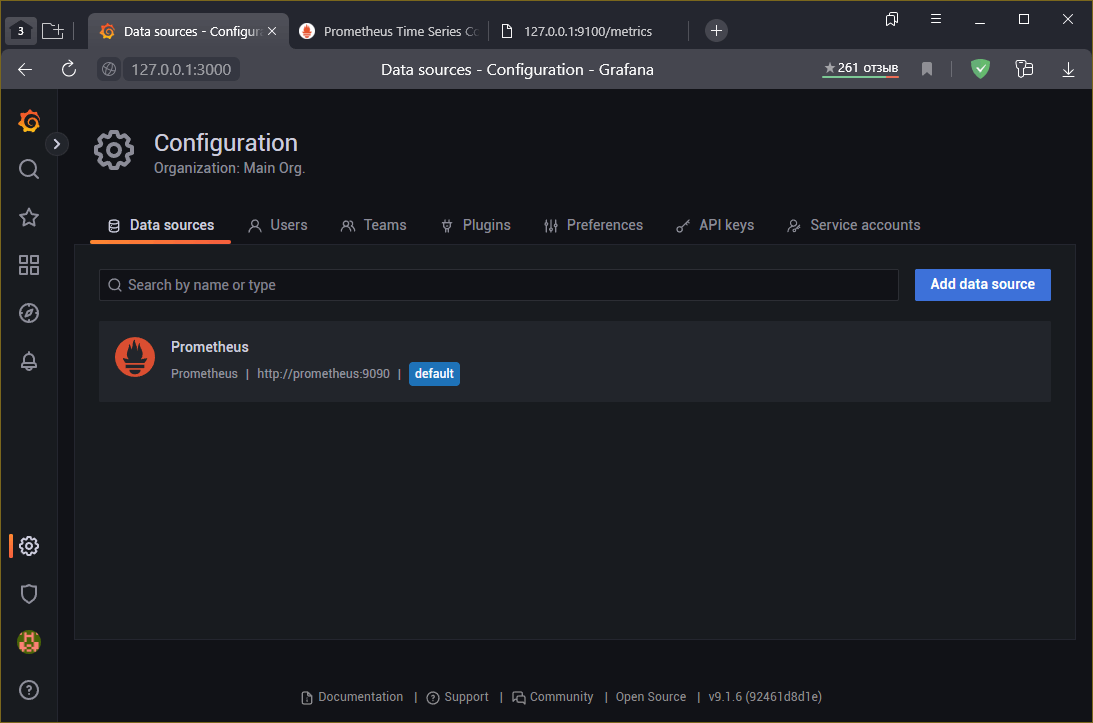 3
Data sources - Configur
Prometheus Time Series Co
127.0.0.1:9100/metrics
127.0.0.1:3000
Data sources - Configuration - Grafana
★261 отзыв
Configuration
Organization: Main Org.
Data sources
Users
Teams
Plugins
Preferences
API keys
Service accounts
Search by name or type
Add data source
Prometheus
Prometheus | http://prometheus:9090 | default
Documentation | Support | Community | Open Source | v9.1.6 (92461d8d1e)